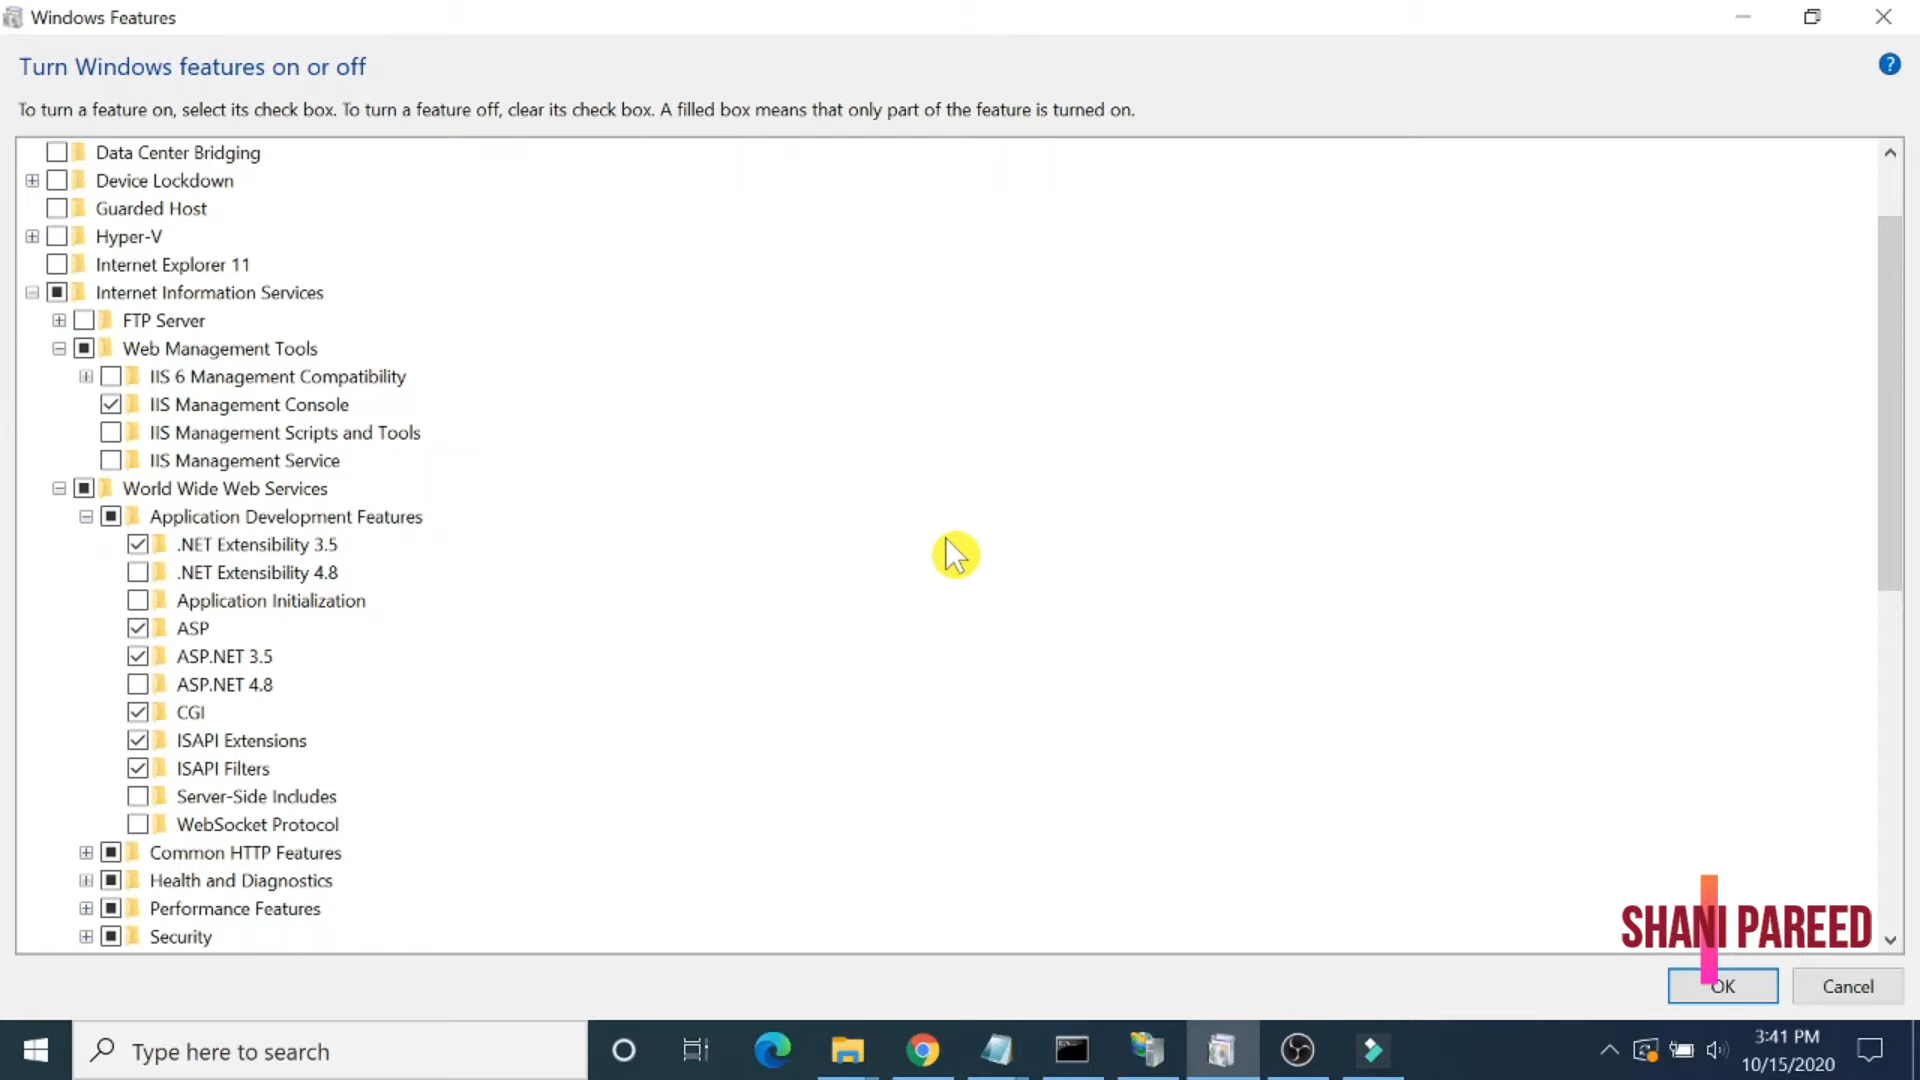 Windows Features
Turn Windows features on or off
?
To turn a feature on, select its check box. To turn a feature off, clear its check box. A filled box means that only part of the feature is turned on.
Data Center Bridging
Device Lockdown
Guarded Host
Hyper-V
Internet Explorer 11
Internet Information Services
FTP Server
Web Management Tools
IIS 6 Management Compatibility
IIS Management Console
IIS Management Scripts and Tools
IIS Management Service
World Wide Web Services
Application Development Features
.NET Extensibility 3.5
.NET Extensibility 4.8
Application Initialization
ASP
ASP.NET 3.5
ASP.NET 4.8
CGI
ISAPI Extensions
ISAPI Filters
Server-Side Includes
WebSocket Protocol
Common HTTP Features
Health and Diagnostics
Performance Features
Security
SHANI PAREED
OK Cancel
Type here to search
3:41 PM
10/15/2020